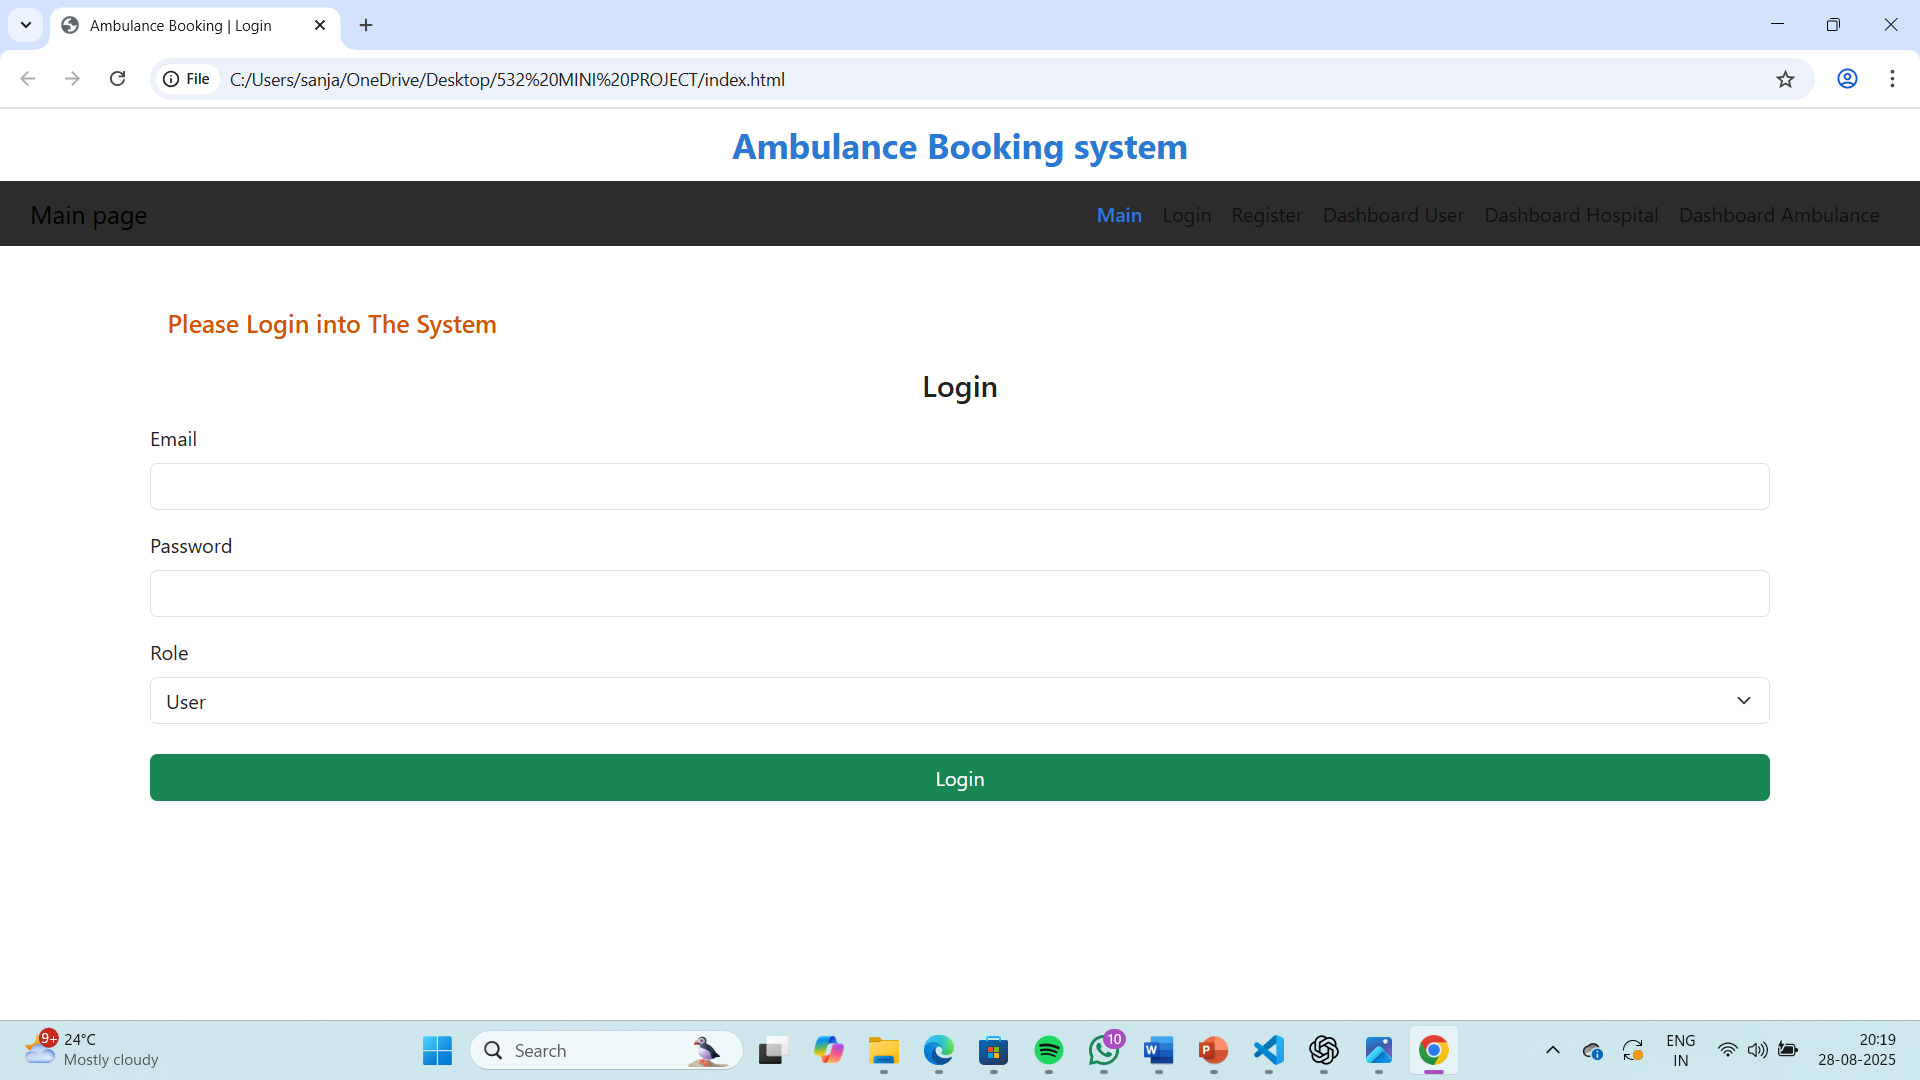 Ambulance Booking | Login
File
C:/Users/sanja/OneDrive/Desktop/532%20MINI%20PROJECT/index.html
Ambulance Booking system
Main page
Main Login Register Dashboard User Dashboard Hospital Dashboard Ambulance
Please Login into The System
Login
Email
Password
Role
User
Login
9+
24°C
Mostly cloudy
Search
10
W
P
ENG
IN
20:19
28-08-2025